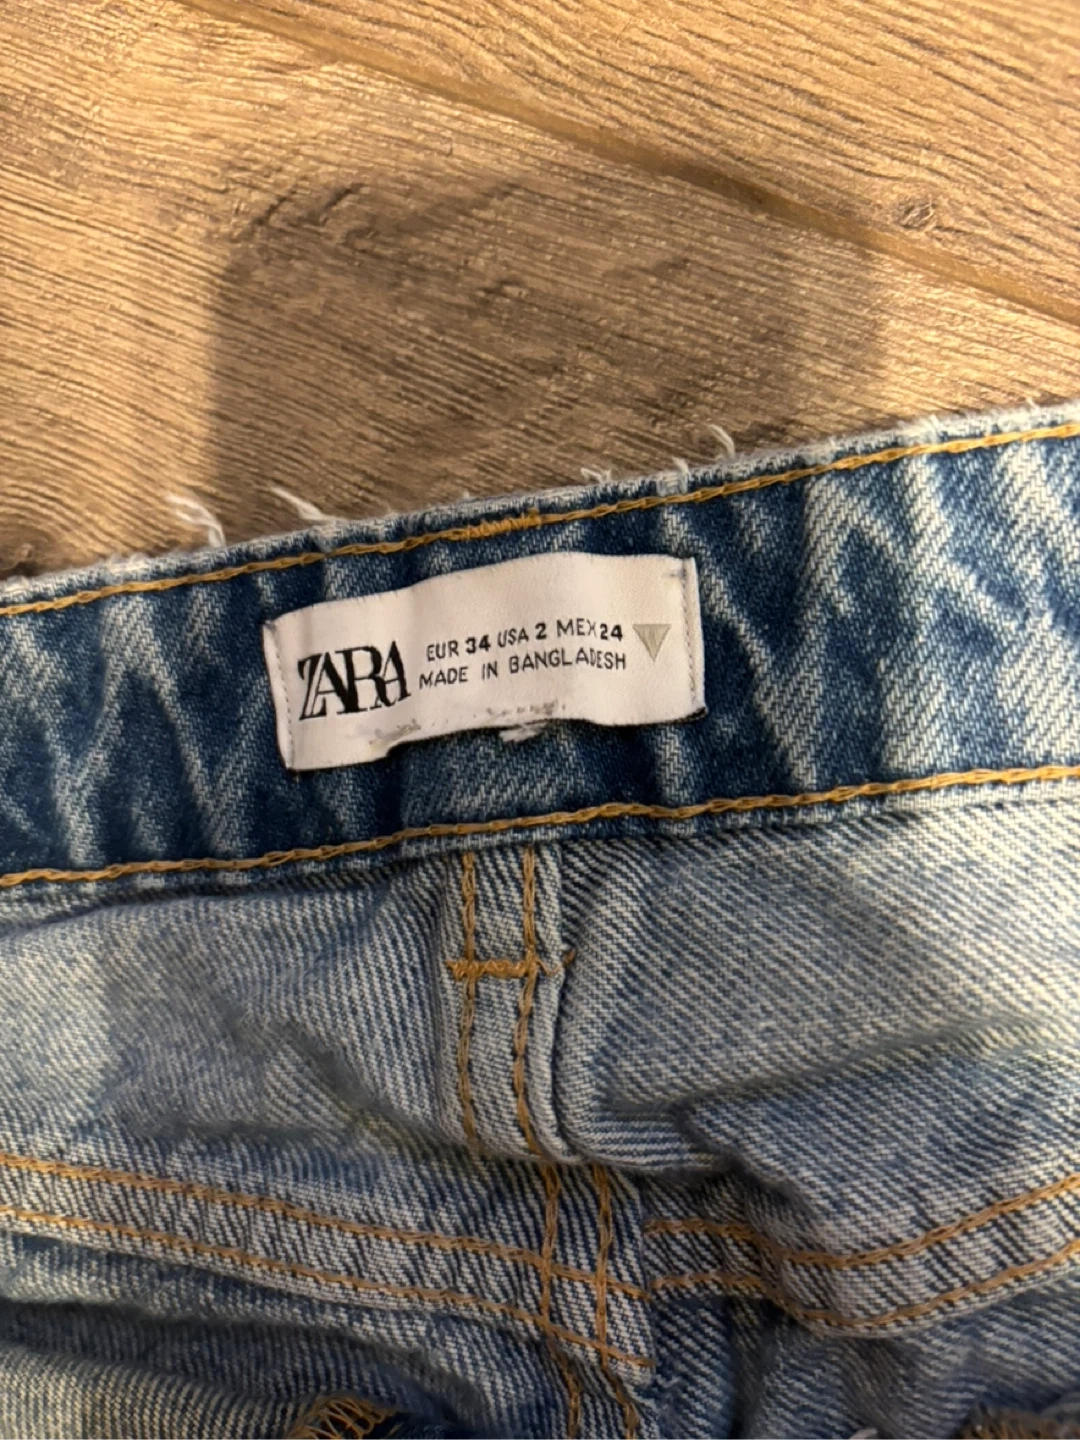 ZARA
EUR 34 USA 2 MEX 24
MADE IN BANGLADESH